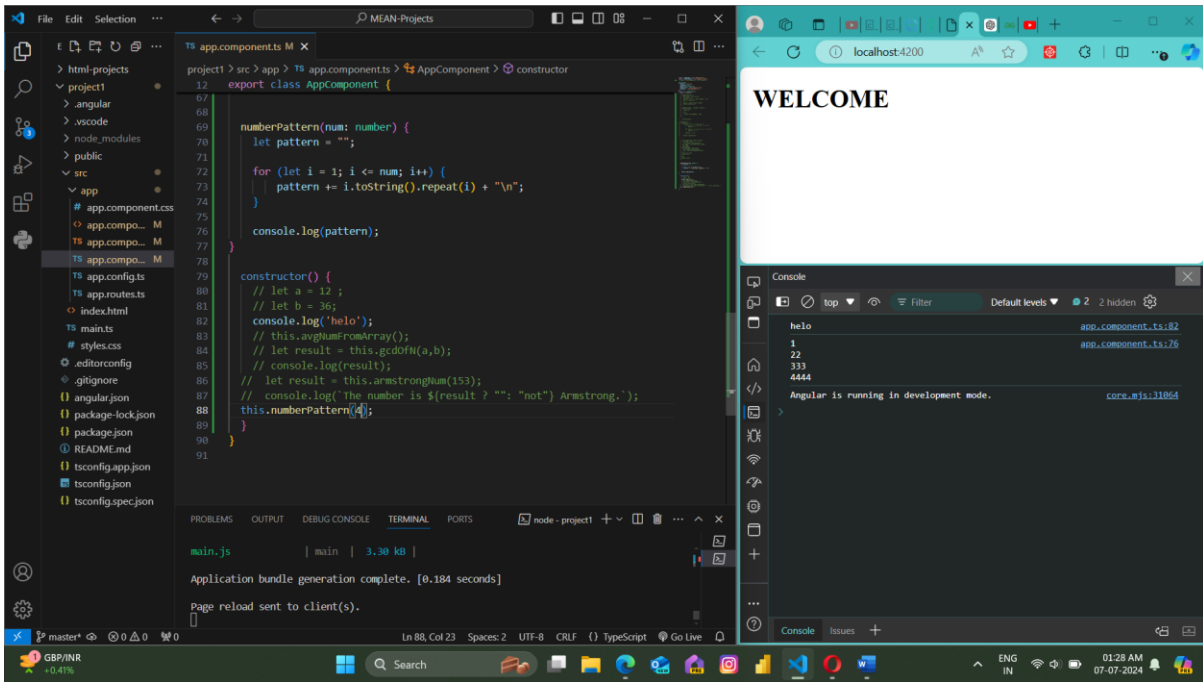 File Edit Selection ···
MEAN-Projects
html-projects
project1
.angular
.vscode
node_modules
public
src
app
# app.component.css
<> app.compo... M
TS app.compo... M
TS app.compo... M
TS app.config.ts
TS app.routes.ts
<> index.html
TS main.ts
# styles.css
.editorconfig
.gitignore
{} angular.json
{} package-lock.json
{} package.json
README.md
{} tsconfig.app.json
tsconfig.json
{} tsconfig.spec.json
TS app.component.ts M ×
project1 > src > app > TS app.component.ts > AppComponent > constructor
12 export class AppComponent {
67
68
69 numberPattern(num: number) {
70 let pattern = "";
71
72 for (let i = 1; i <= num; i++) {
73 pattern += i.toString().repeat(i) + "\n";
74 }
75
76 console.log(pattern);
77 }
78
79 constructor() {
80 // let a = 12 ;
81 // let b = 36;
82 console.log('helo');
83 // this.avgNumFromArray();
84 // let result = this.gcdOfN(a,b);
85 // console.log(result);
86 // let result = this.armstrongNum(153);
87 // console.log(`The number is ${result ? "": "not"} Armstrong.`);
88 this.numberPattern(4);
89 }
90 }
91
PROBLEMS OUTPUT DEBUG CONSOLE TERMINAL PORTS node - project1
main.js | main | 3.30 kB |
Application bundle generation complete. [0.184 seconds]
Page reload sent to client(s).
master* 0 0 0 Ln 88, Col 23 Spaces: 2 UTF-8 CRLF {} TypeScript Go Live
localhost:4200
WELCOME
Console
top Filter Default levels 2 2 hidden
helo app.component.ts:82
1 app.component.ts:76
22
333
4444
Angular is running in development mode. core.mjs:31064
Console Issues
GBP/INR
+0.41%
Search
ENG
IN
01:28 AM
07-07-2024